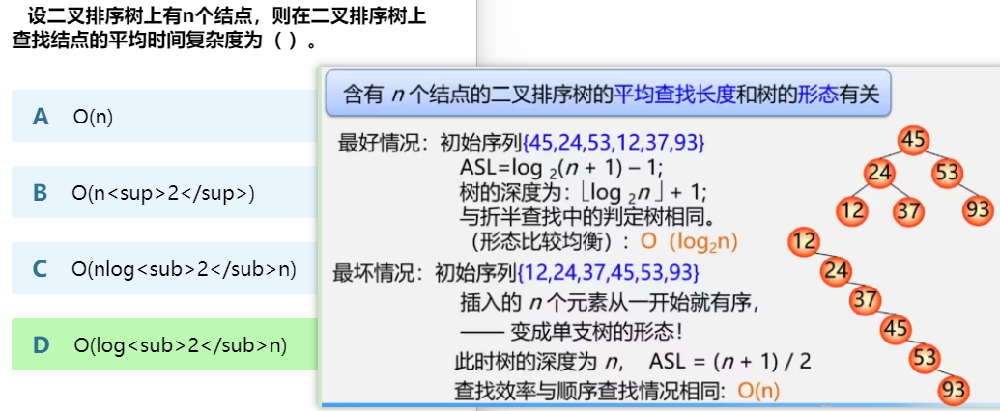 设二叉排序树上有n个结点，则在二叉排序树上
查找结点的平均时间复杂度为（ ）。
A O(n)
B O(n<sup>2</sup>)
C O(nlog<sub>2</sub>n)
D O(log<sub>2</sub>n)
含有 n 个结点的二叉排序树的平均查找长度和树的形态有关
最好情况：初始序列{45,24,53,12,37,93}
ASL=log ₂(n + 1) – 1;
树的深度为：⌊log ₂n⌋ + 1;
与折半查找中的判定树相同。
（形态比较均衡）：O（log₂n）
最坏情况：初始序列{12,24,37,45,53,93}
插入的 n 个元素从一开始就有序，
—— 变成单支树的形态！
此时树的深度为 n， ASL = (n + 1) / 2
查找效率与顺序查找情况相同: O(n)
45
24 53
12 37 93
12
24
37
45
53
93